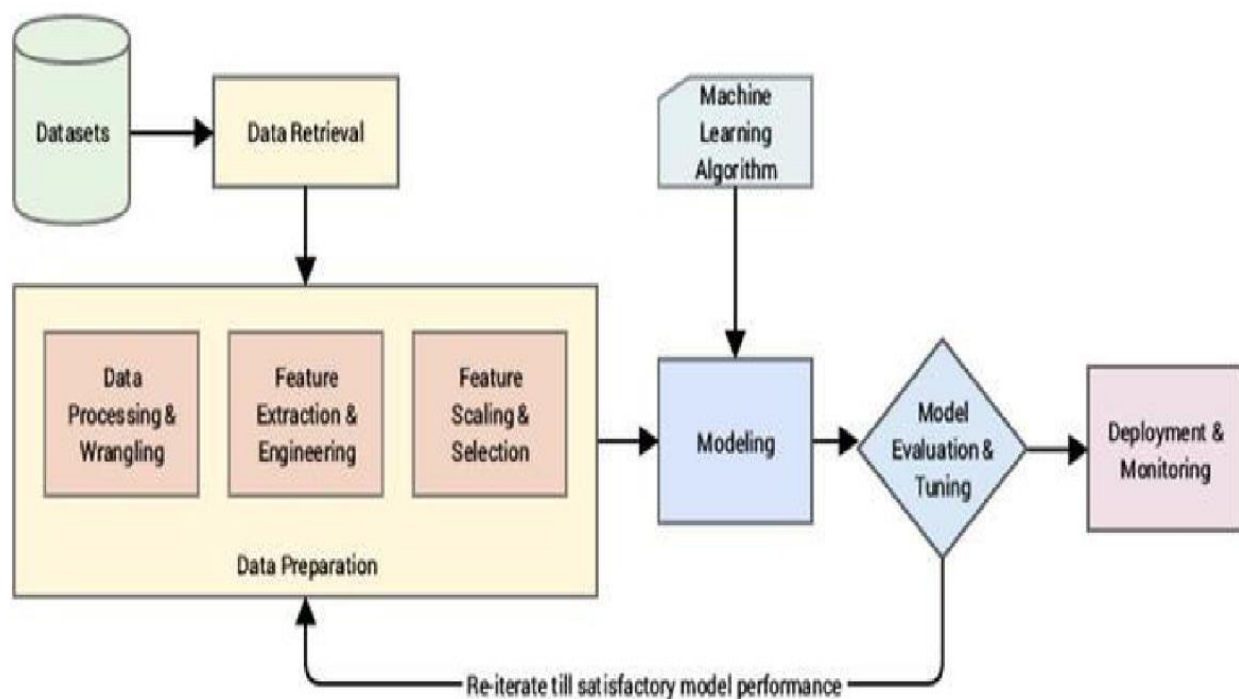 Datasets
Data Retrieval
Machine
Learning
Algorithm
Data
Processing &
Wrangling
Feature
Extraction &
Engineering
Feature
Scaling &
Selection
Data Preparation
Modeling
Model
Evaluation &
Tuning
Deployment &
Monitoring
Re-iterate till satisfactory model performance